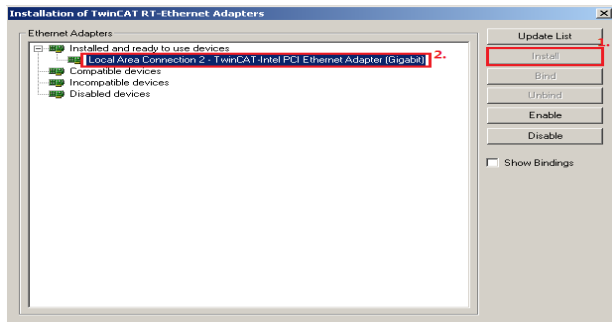 Installation of TwinCAT RT-Ethernet Adapters
Ethernet Adapters
Installed and ready to use devices
Local Area Connection 2 - TwinCAT-Intel PCI Ethernet Adapter (Gigabit)
2.
Compatible devices
Incompatible devices
Disabled devices
Update List
1.
Install
Bind
Unbind
Enable
Disable
Show Bindings